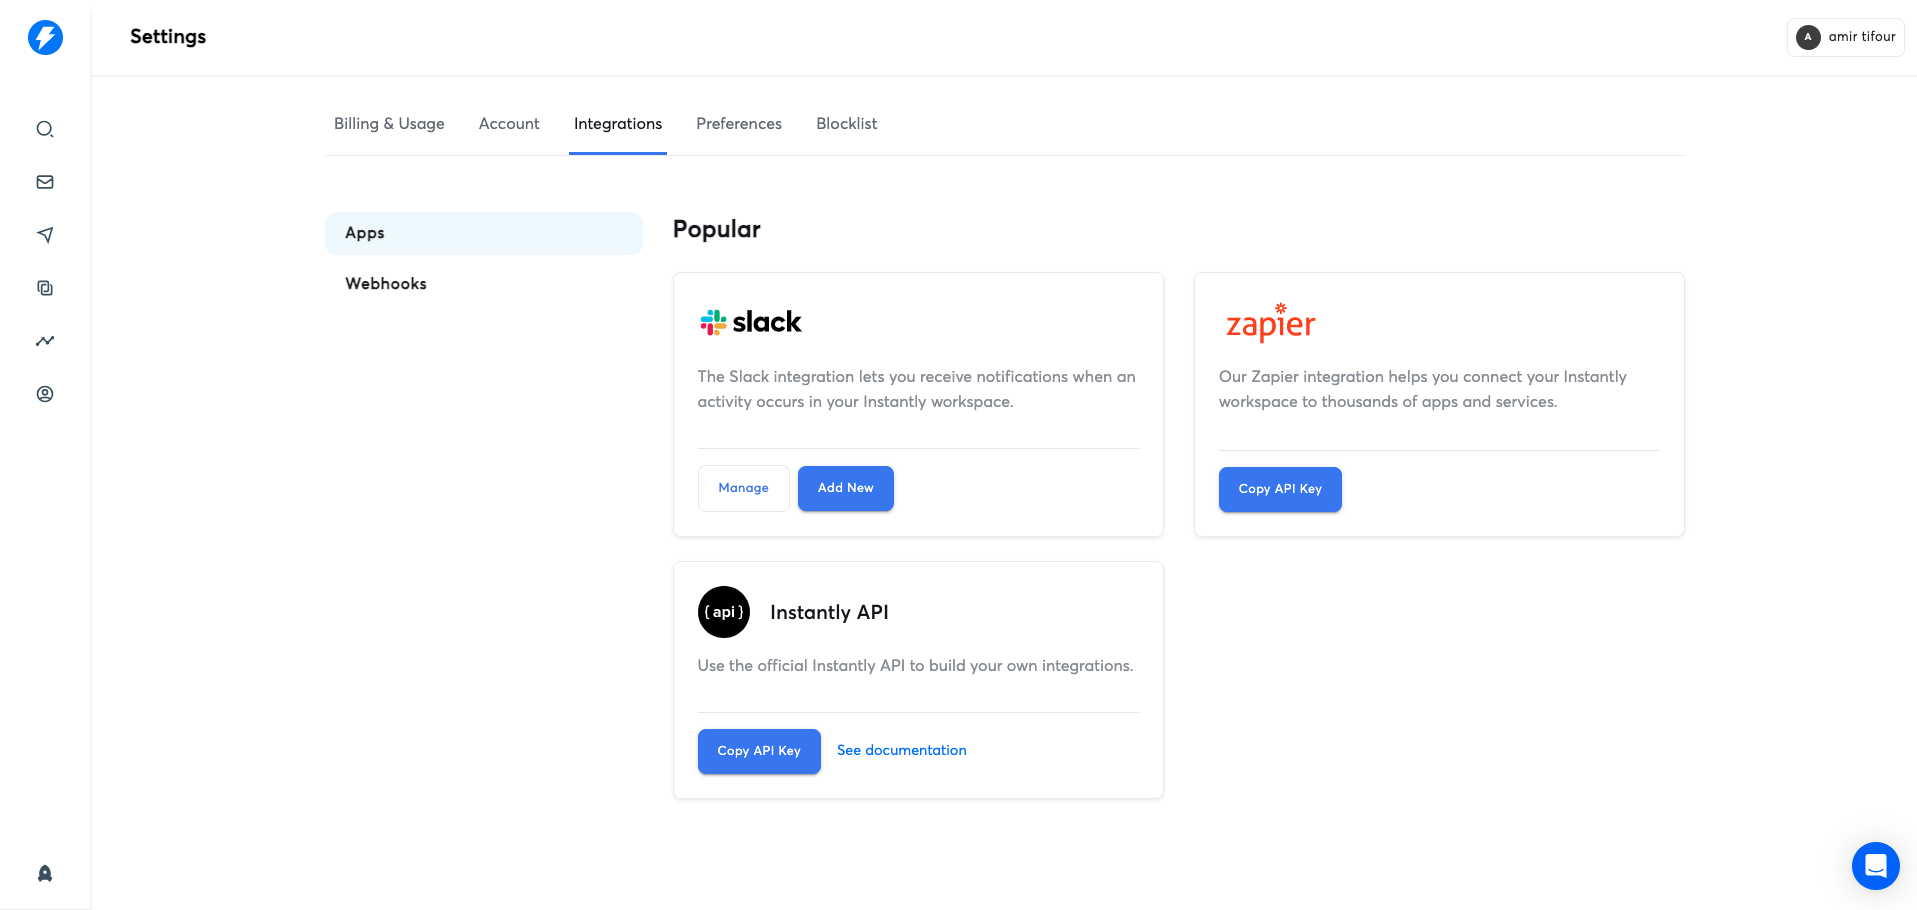 Settings
A amir tifour
Billing & Usage Account Integrations Preferences Blocklist
Apps
Webhooks
Popular
slack
The Slack integration lets you receive notifications when an
activity occurs in your Instantly workspace.
Manage Add New
zapier
Our Zapier integration helps you connect your Instantly
workspace to thousands of apps and services.
Copy API Key
{ api } Instantly API
Use the official Instantly API to build your own integrations.
Copy API Key See documentation